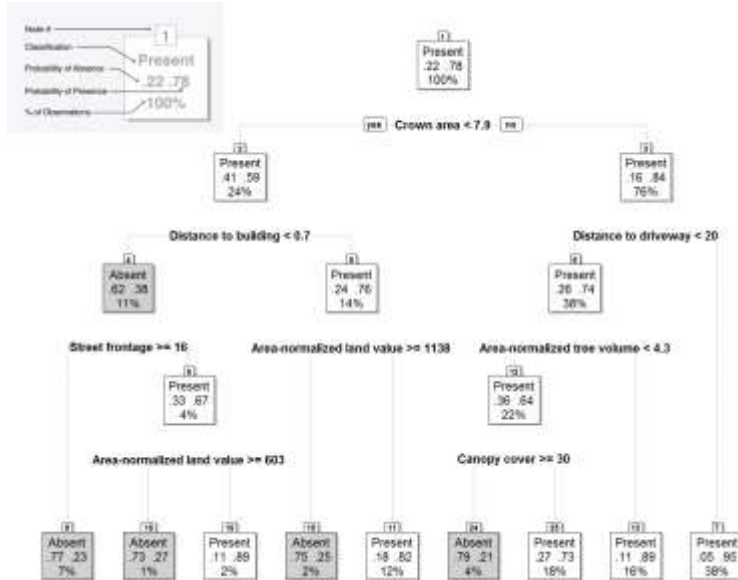 Node #
Classification
Probability of Absence
Probability of Presence
% of Observations
1
Present
.22 .78
100%
1
Present
.22 .78
100%
yes Crown area < 7.9 no
2
Present
.41 .59
24%
3
Present
.16 .84
76%
Distance to building < 0.7
Distance to driveway < 20
4
Absent
.62 .38
11%
5
Present
.24 .76
14%
6
Present
.26 .74
38%
Street frontage >= 16
Area-normalized land value >= 1138
Area-normalized tree volume < 4.3
9
Present
.33 .67
4%
12
Present
.36 .64
22%
Area-normalized land value >= 603
Canopy cover >= 30
8
Absent
.77 .23
7%
Absent
.73 .27
1%
Present
.11 .89
2%
Absent
.75 .25
2%
11
Present
.18 .82
12%
24
Absent
.79 .21
4%
25
Present
.27 .73
18%
13
Present
.11 .89
16%
7
Present
.05 .95
38%